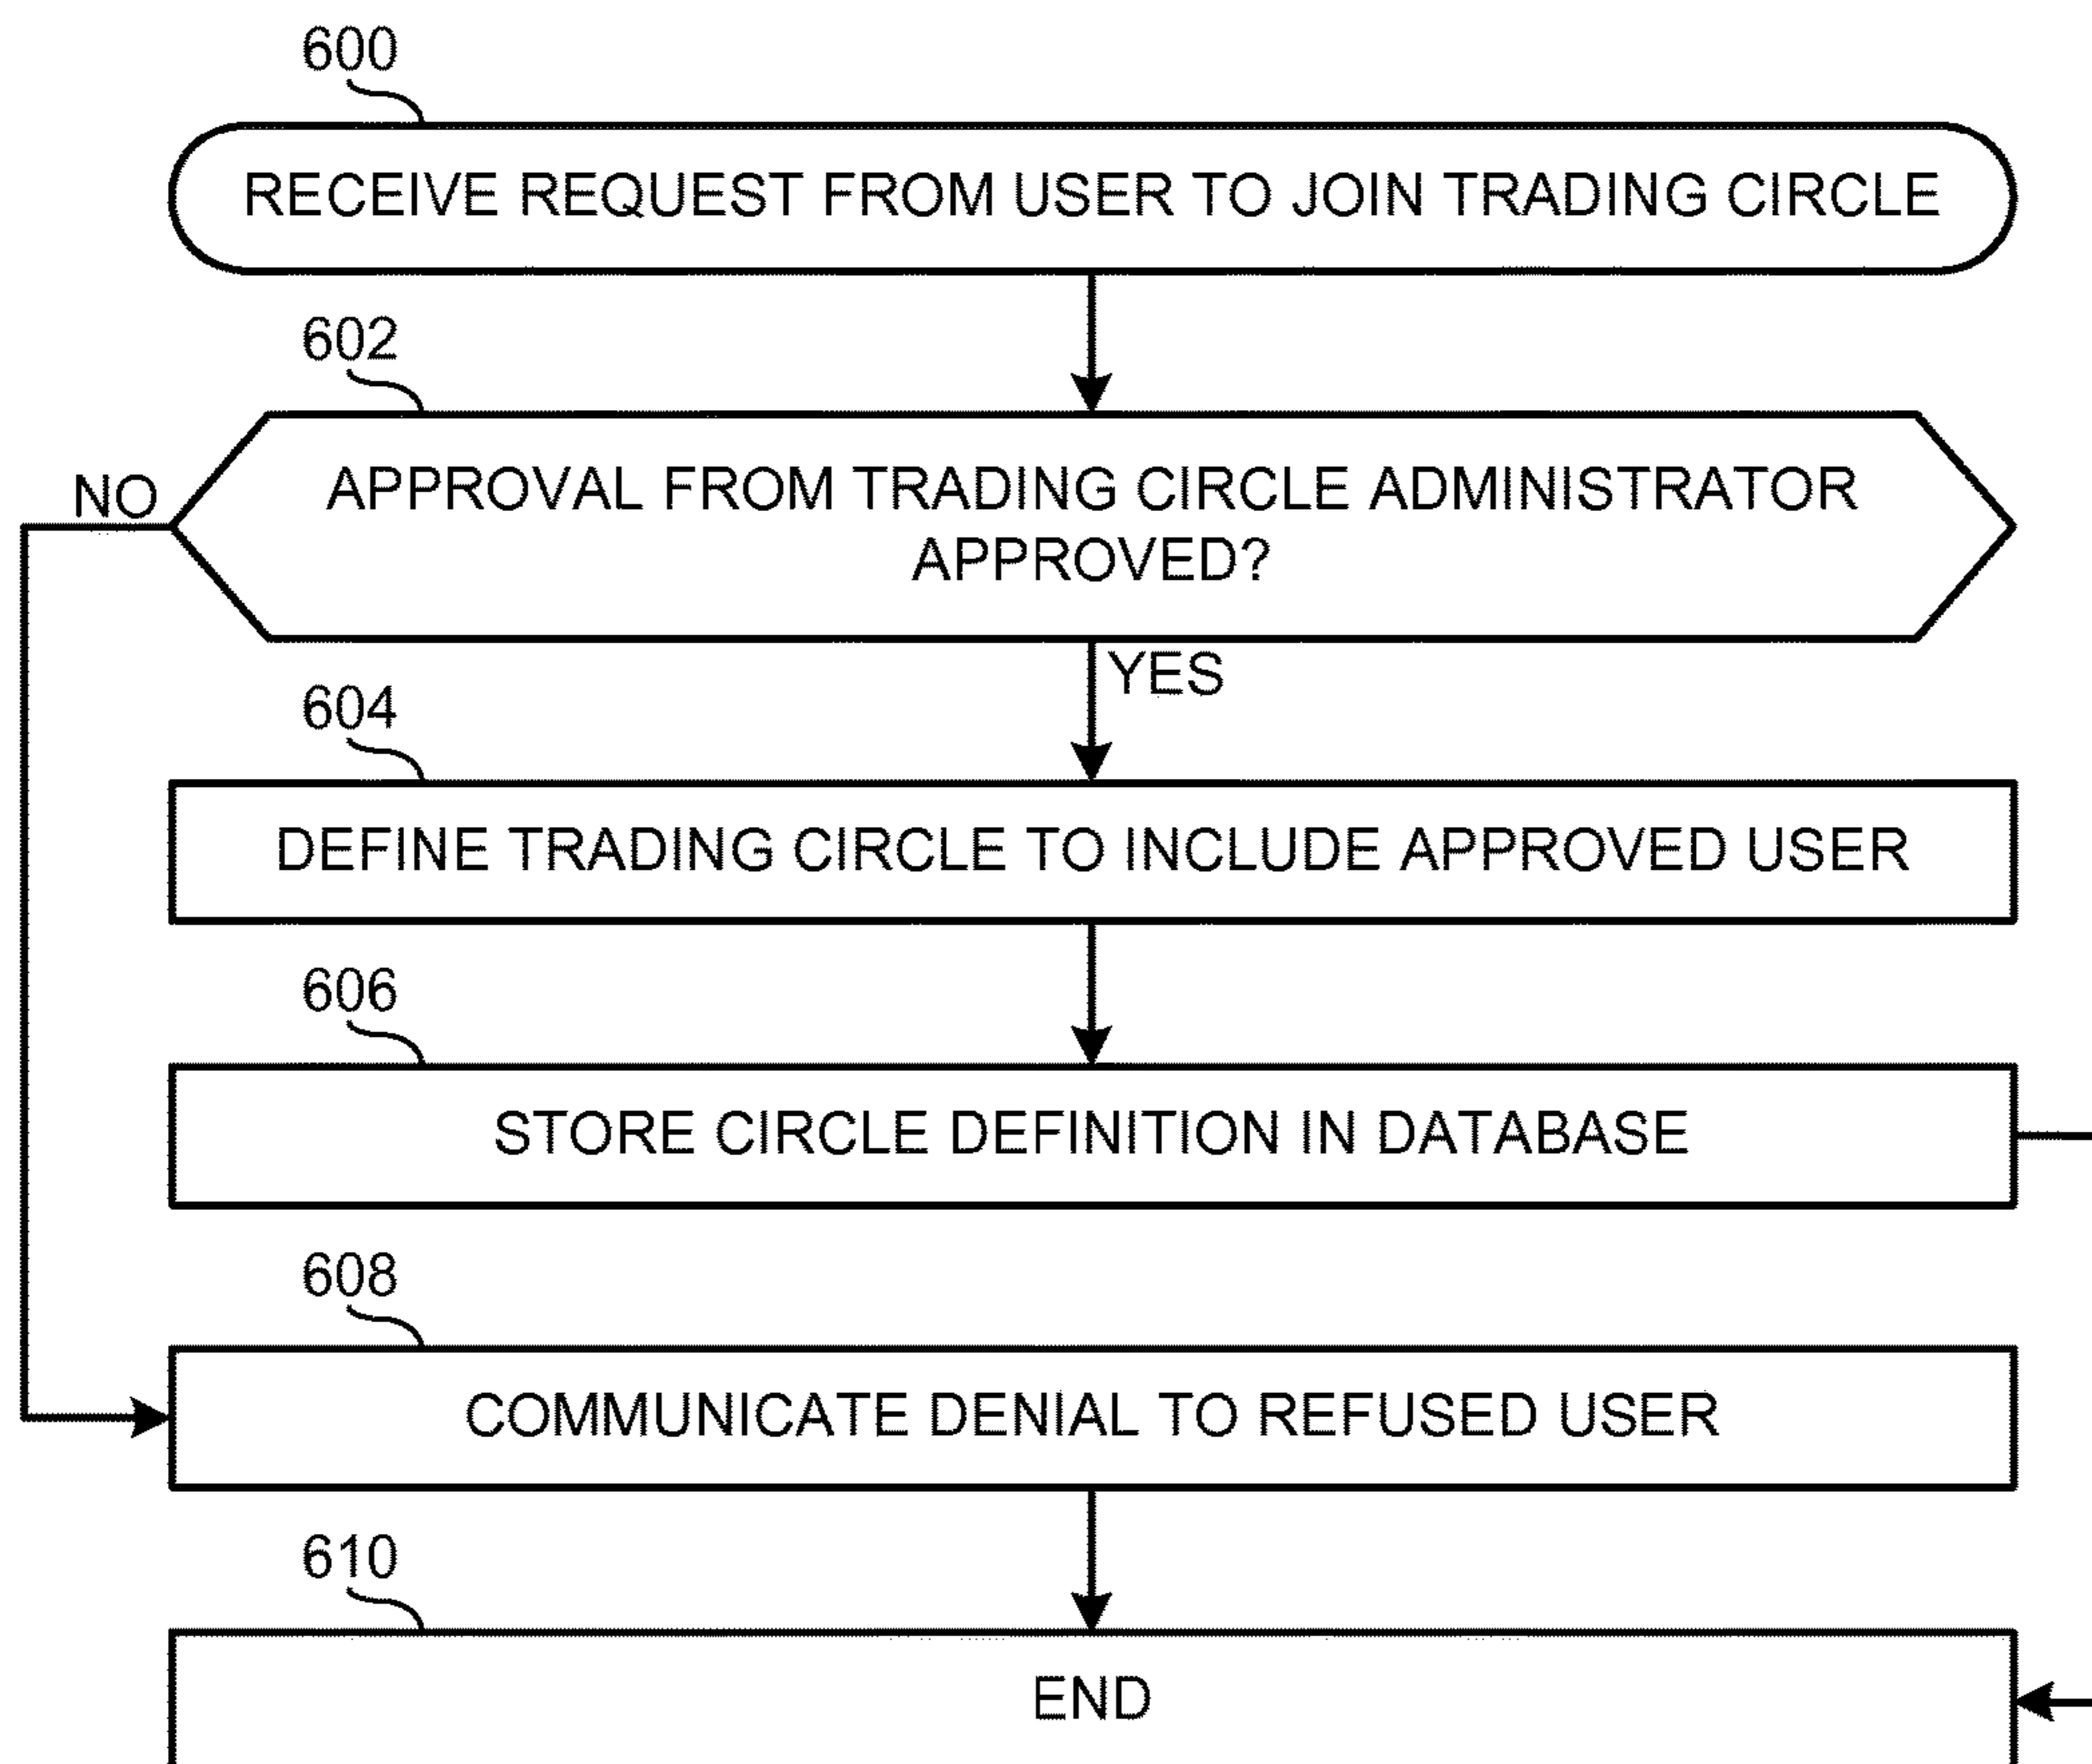 600
RECEIVE REQUEST FROM USER TO JOIN TRADING CIRCLE
602
NO
APPROVAL FROM TRADING CIRCLE ADMINISTRATOR
APPROVED?
YES
604
DEFINE TRADING CIRCLE TO INCLUDE APPROVED USER
606
STORE CIRCLE DEFINITION IN DATABASE
608
COMMUNICATE DENIAL TO REFUSED USER
610
END